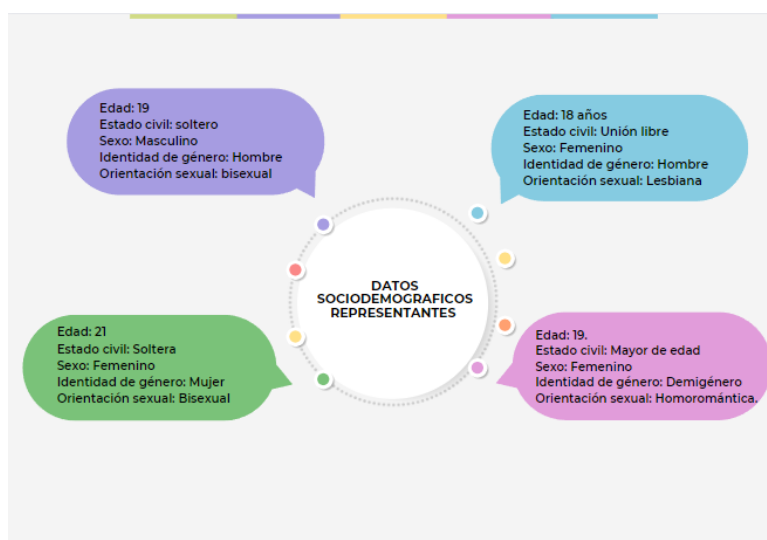 Edad: 19
Estado civil: soltero
Sexo: Masculino
Identidad de género: Hombre
Orientación sexual: bisexual
Edad: 18 años
Estado civil: Unión libre
Sexo: Femenino
Identidad de género: Hombre
Orientación sexual: Lesbiana
DATOS
SOCIODEMOGRAFICOS
REPRESENTANTES
Edad: 21
Estado civil: Soltera
Sexo: Femenino
Identidad de género: Mujer
Orientación sexual: Bisexual
Edad: 19.
Estado civil: Mayor de edad
Sexo: Femenino
Identidad de género: Demigénero
Orientación sexual: Homoromántica.